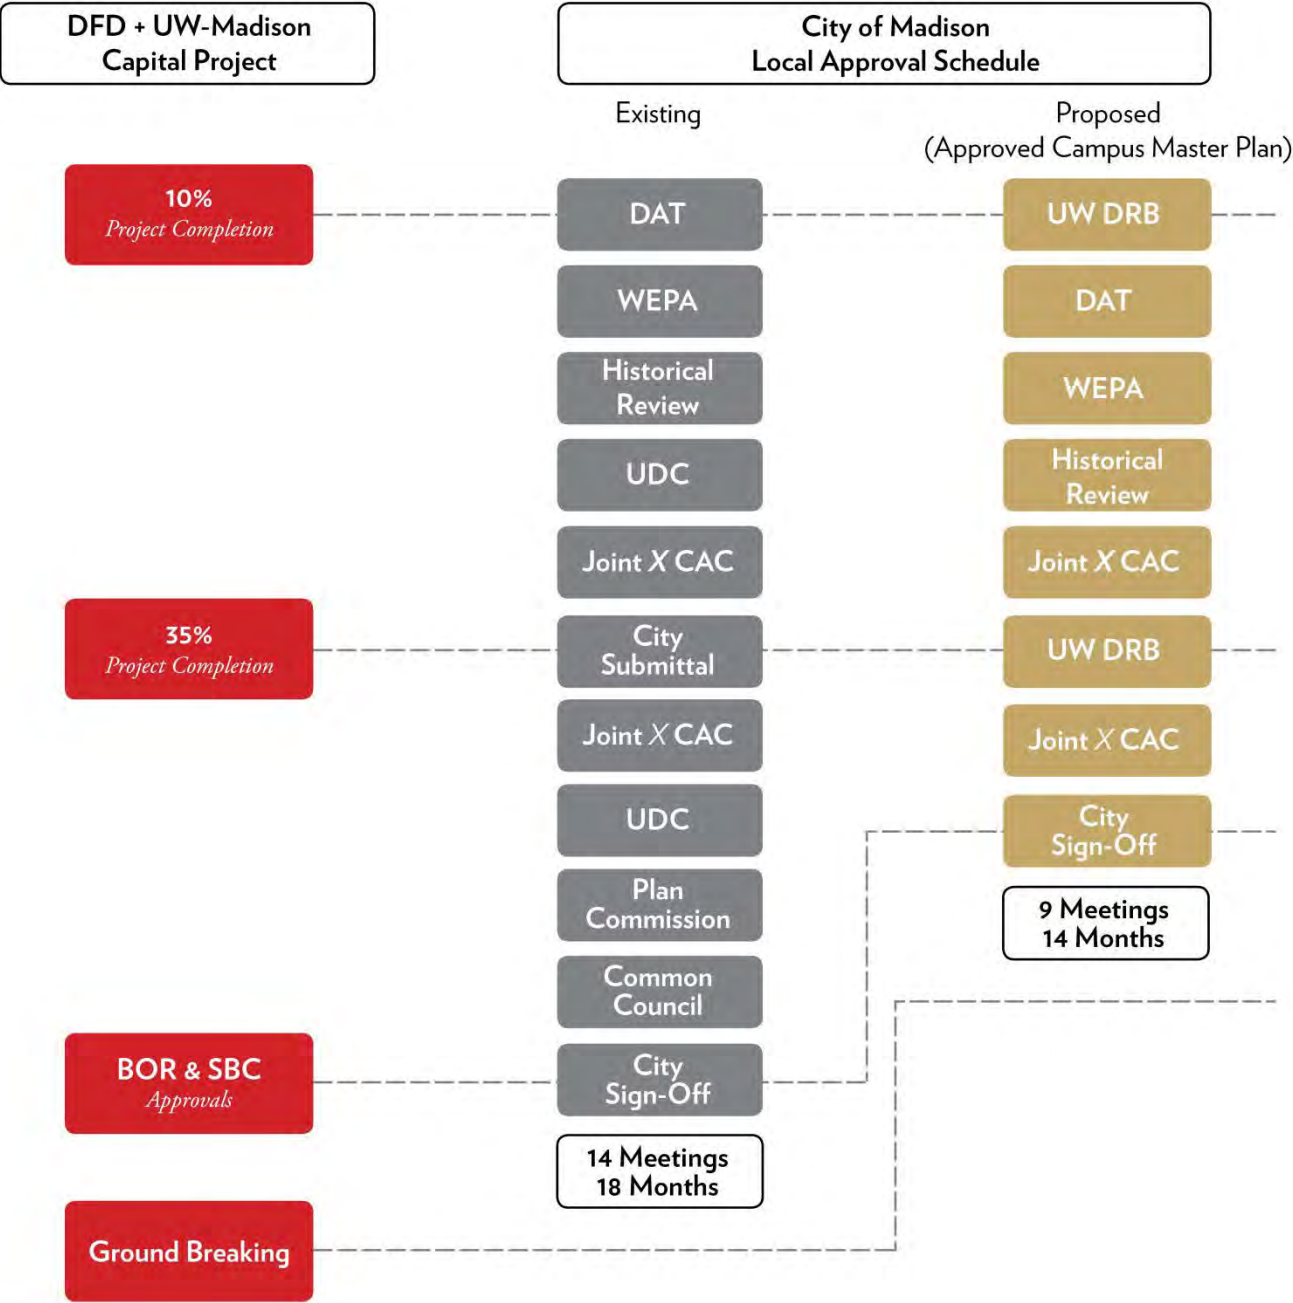 DFD + UW-Madison
Capital Project
City of Madison
Local Approval Schedule
Existing
Proposed
(Approved Campus Master Plan)
10%
Project Completion
DAT
UW DRB
WEPA
DAT
Historical
Review
WEPA
UDC
Historical
Review
Joint X CAC
Joint X CAC
35%
Project Completion
City
Submittal
UW DRB
Joint X CAC
Joint X CAC
UDC
City
Sign-Off
Plan
Commission
9 Meetings
14 Months
Common
Council
BOR & SBC
Approvals
City
Sign-Off
14 Meetings
18 Months
Ground Breaking